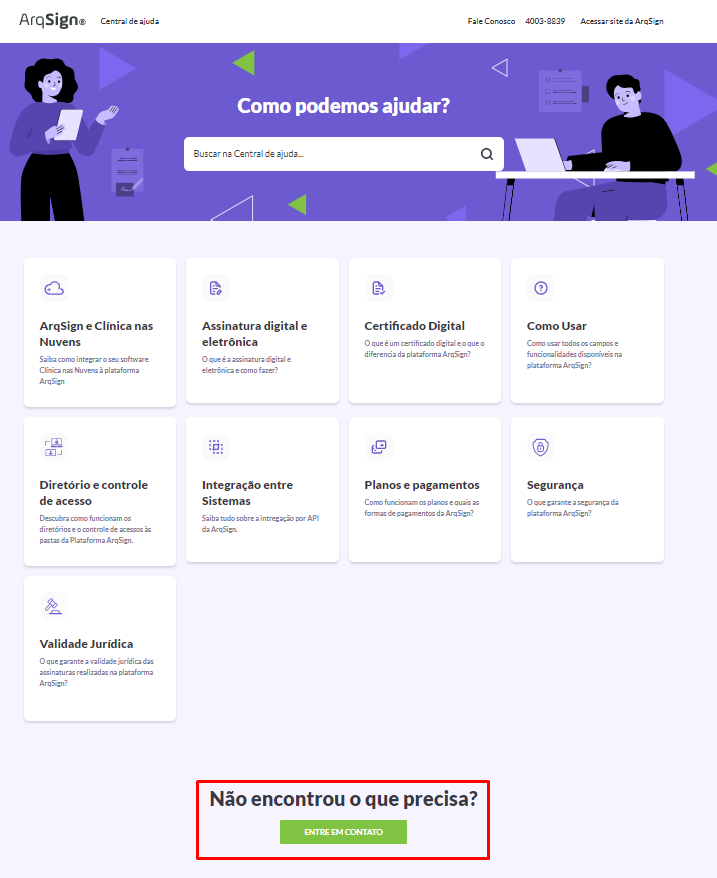 ArqSign®
Central de ajuda
Fale Conosco
4003-8839
Acessar site da ArqSign
Como podemos ajudar?
Buscar na Central de ajuda...
ArqSign e Clínica nas
Nuvens
Saiba como integrar o seu software
Clínica nas Nuvens à plataforma
ArqSign
Assinatura digital e
eletrônica
O que é a assinatura digital e
eletrônica e como fazer?
Certificado Digital
O que é um certificado digital e o que o
diferencia da plataforma ArqSign?
Como Usar
Como usar todos os campos e
funcionalidades disponíveis na
plataforma ArqSign?
Diretório e controle
de acesso
Descubra como funcionam os
diretórios e o controle de acessos às
pastas da Plataforma ArqSign.
Integração entre
Sistemas
Saiba tudo sobre a intregação por API
da ArqSign.
Planos e pagamentos
Como funcionam os planos e quais as
formas de pagamentos da ArqSign?
Segurança
O que garante a segurança da
plataforma ArqSign?
Validade Jurídica
O que garante a validade jurídica das
assinaturas realizadas na plataforma
ArqSign?
Não encontrou o que precisa?
ENTRE EM CONTATO